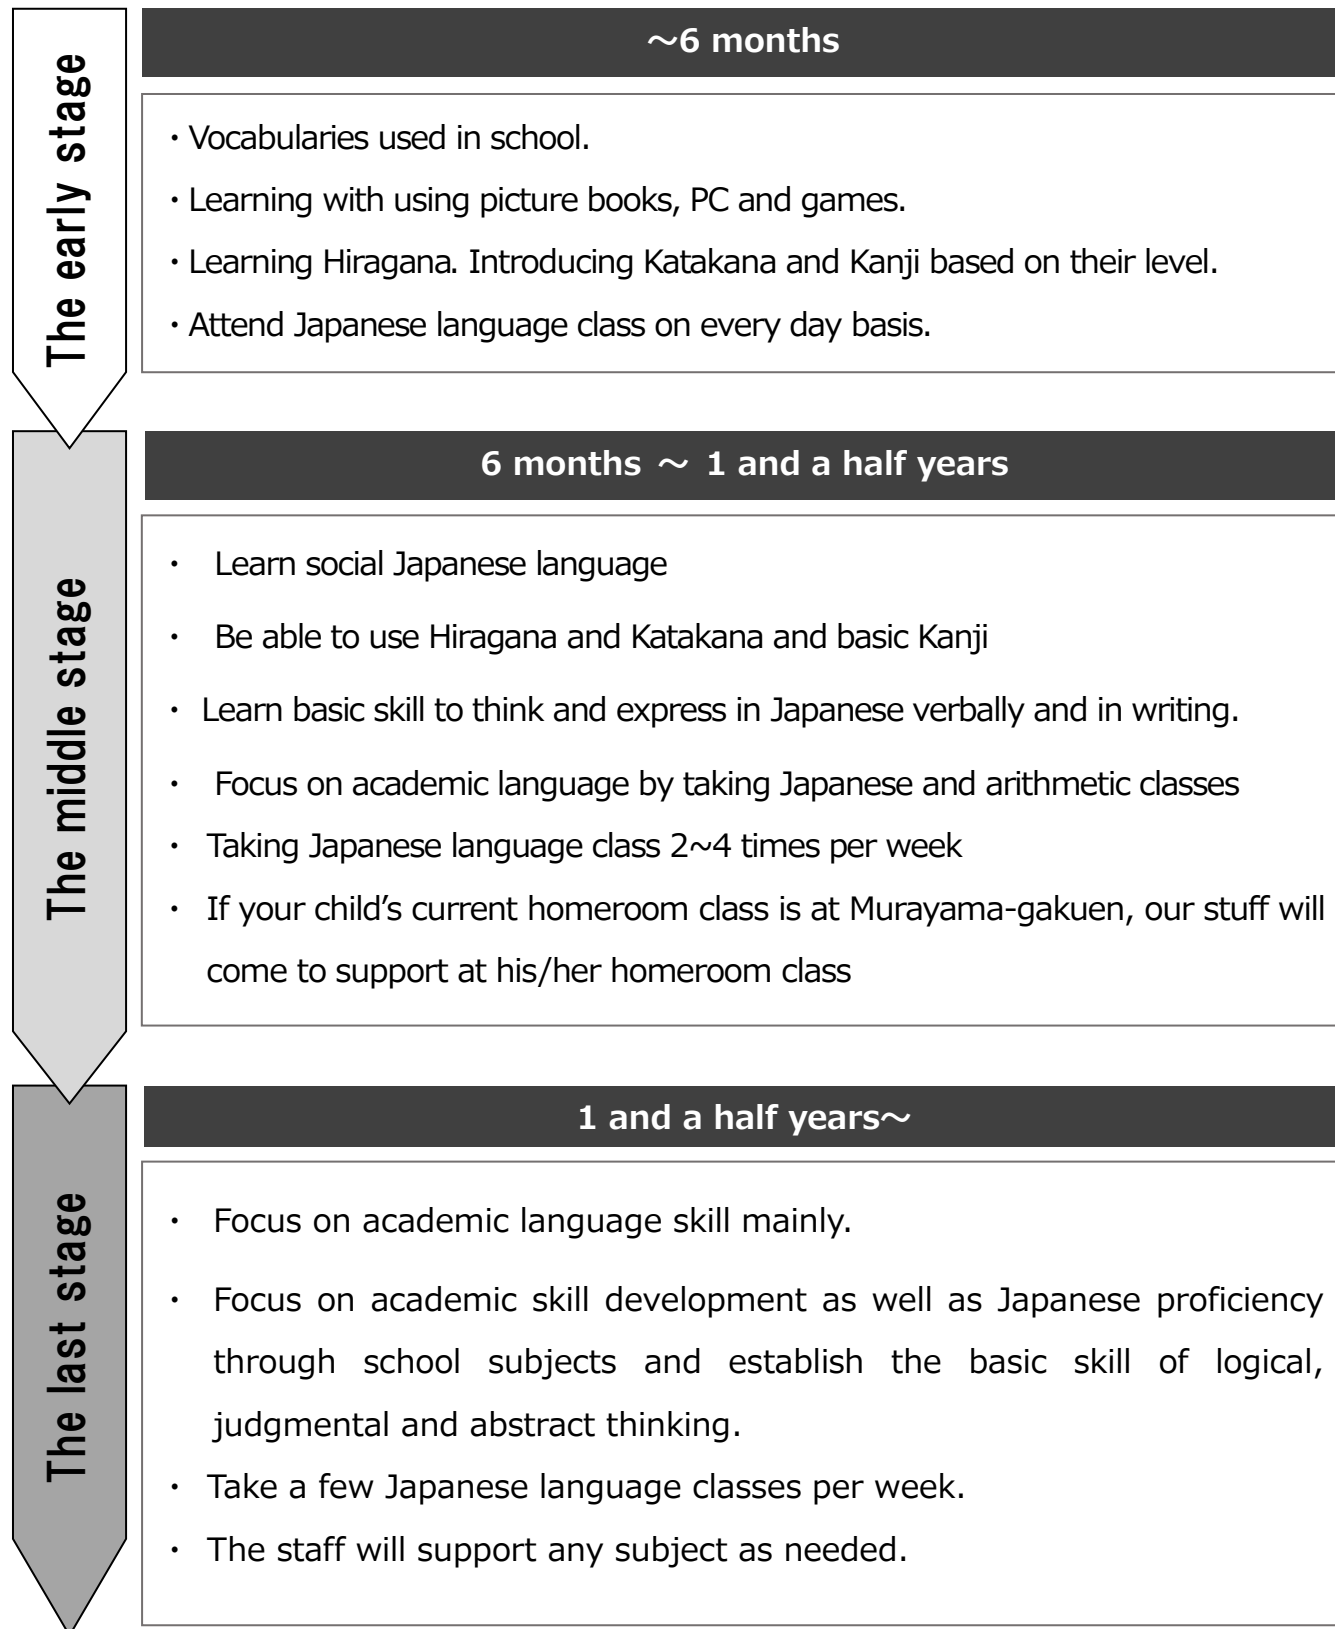 The early stage
～6 months
・Vocabularies used in school.
・Learning with using picture books, PC and games.
・Learning Hiragana. Introducing Katakana and Kanji based on their level.
・Attend Japanese language class on every day basis.
The middle stage
6 months ～ 1 and a half years
・ Learn social Japanese language
・ Be able to use Hiragana and Katakana and basic Kanji
・ Learn basic skill to think and express in Japanese verbally and in writing.
・ Focus on academic language by taking Japanese and arithmetic classes
・ Taking Japanese language class 2~4 times per week
・ If your child’s current homeroom class is at Murayama-gakuen, our stuff will
come to support at his/her homeroom class
The last stage
1 and a half years～
・ Focus on academic language skill mainly.
・ Focus on academic skill development as well as Japanese proficiency
through school subjects and establish the basic skill of logical,
judgmental and abstract thinking.
・ Take a few Japanese language classes per week.
・ The staff will support any subject as needed.